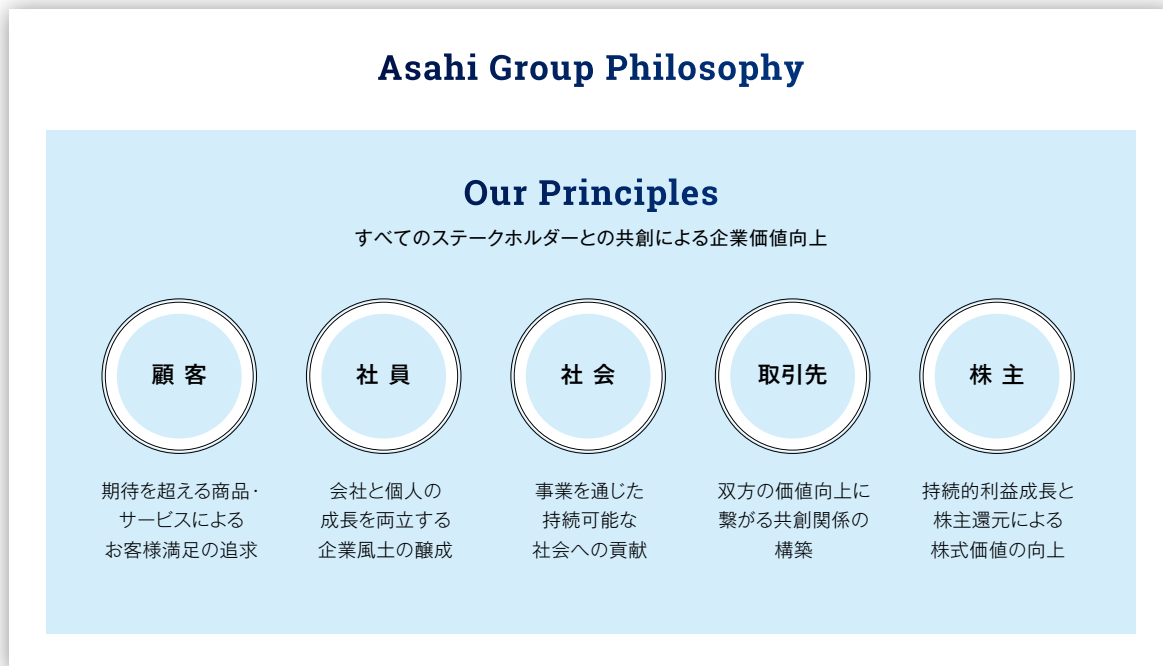 Asahi Group Philosophy
Our Principles
すべてのステークホルダーとの共創による企業価値向上
顧 客
期待を超える商品・
サービスによる
お客様満足の追求
社 員
会社と個人の
成長を両立する
企業風土の醸成
社 会
事業を通じた
持続可能な
社会への貢献
取引先
双方の価値向上に
繋がる共創関係の
構築
株 主
持続的利益成長と
株主還元による
株式価値の向上